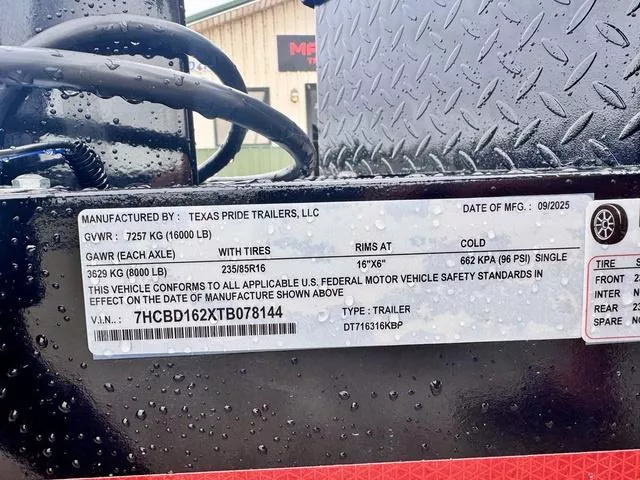 MANUFACTURED BY : TEXAS PRIDE TRAILERS, LLC
DATE OF MFG. : 09/2025
GVWR : 7257 KG (16000 LB)
GAWR (EACH AXLE) WITH TIRES RIMS AT COLD
3629 KG (8000 LB) 235/85R16 16"X6" 662 KPA (96 PSI) SINGLE
THIS VEHICLE CONFORMS TO ALL APPLICABLE U.S. FEDERAL MOTOR VEHICLE SAFETY STANDARDS IN
EFFECT ON THE DATE OF MANUFACTURE SHOWN ABOVE
V.I.N.: 7HCBD162XTB078144
TYPE : TRAILER
DT716316KBP
TIRE
FRONT 23
INTER N
REAR 23
SPARE NO